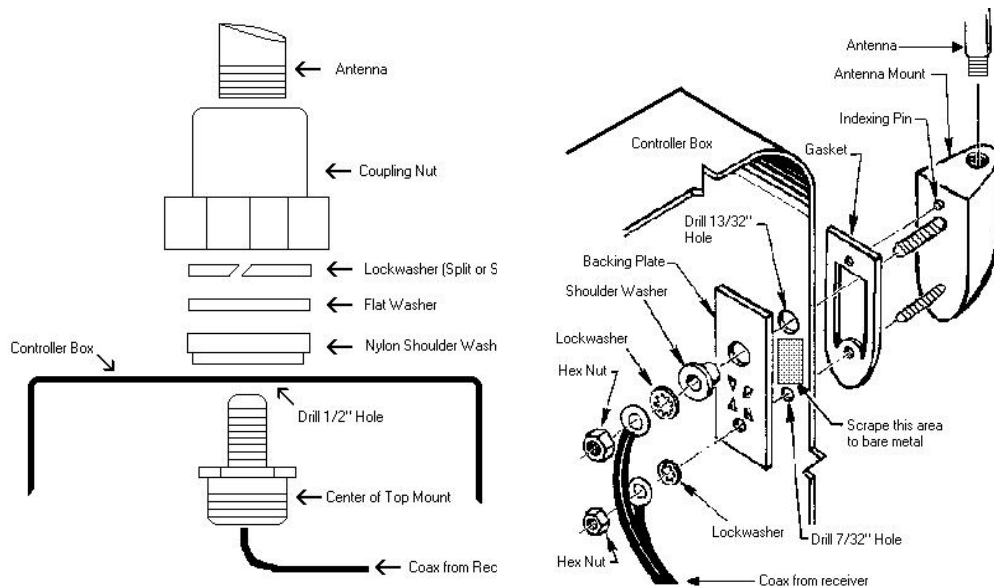 Antenna
Coupling Nut
Lockwasher (Split or S
Flat Washer
Nylon Shoulder Wash
Controller Box
Drill 1/2" Hole
Center of Top Mount
Coax from Rec
Antenna
Antenna Mount
Indexing Pin
Gasket
Controller Box
Drill 13/32"
Hole
Backing Plate
Shoulder Washer
Lockwasher
Hex Nut
Scrape this area
to bare metal
Lockwasher
Drill 7/32" Hole
Hex Nut
Coax from receiver